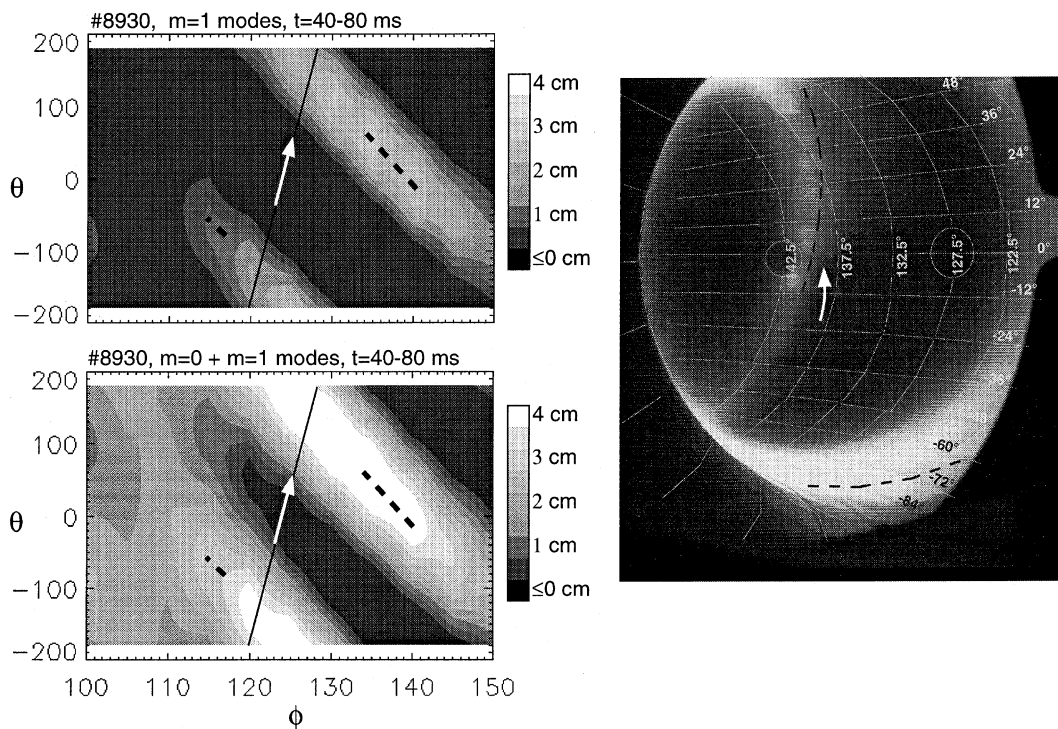 #8930, m=1 modes, t=40-80 ms
200
100
0
−100
−200
θ
4 cm
3 cm
2 cm
1 cm
≤0 cm
#8930, m=0 + m=1 modes, t=40-80 ms
200
100
0
−100
−200
θ
4 cm
3 cm
2 cm
1 cm
≤0 cm
100 120 130 140 150
ϕ
48°
36°
24°
12°
0°
-12°
-24°
-60°
-72°
-84°
142.5°
137.5°
132.5°
127.5°
122.5°